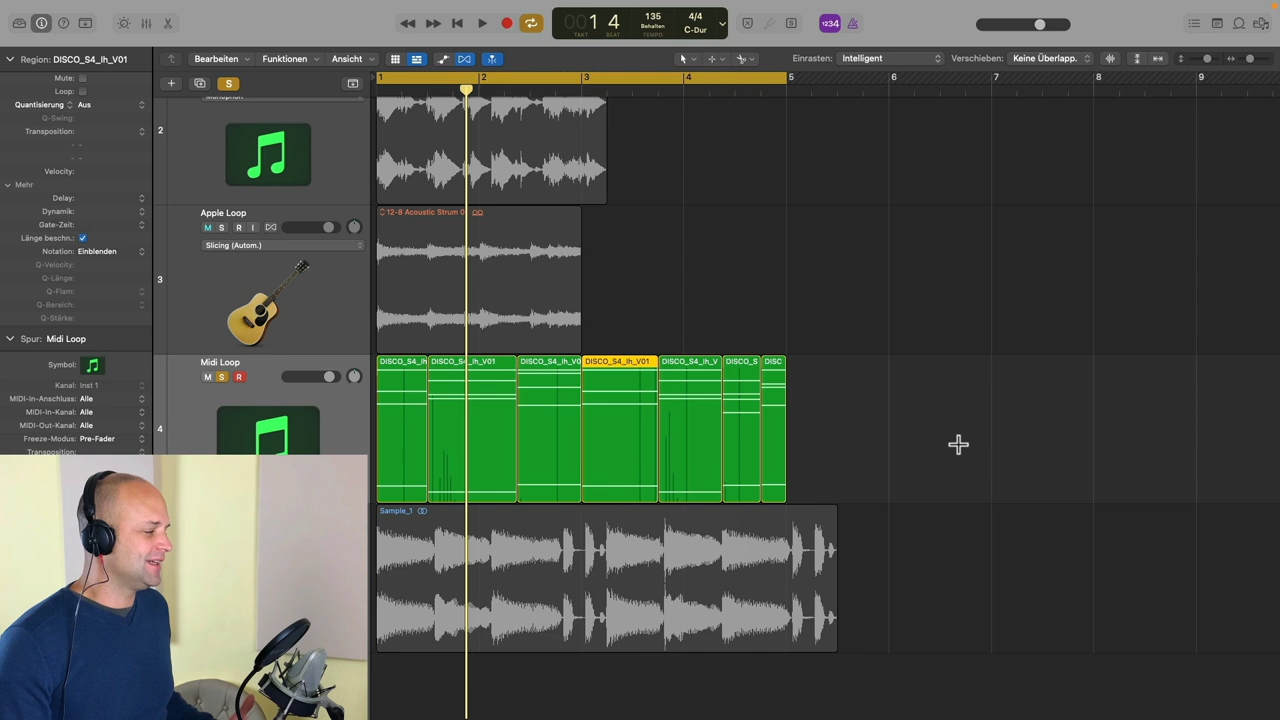 001 4
TAKT BEAT
135
Behalten
TEMPO
4/4
C-Dur
1234
Region: DISCO_S4_lh_V01
Bearbeiten
Funktionen
Ansicht
Einrasten: Intelligent
Verschieben: Keine Überlapp.
Mute:
Loop:
Quantisierung Aus
Q-Swing:
Transposition:
Velocity:
Mehr
Delay:
Dynamik:
Gate-Zeit:
Länge beschn.:
Notation: Einblenden
Q-Velocity:
Q-Länge:
Q-Flam:
Q-Bereich:
Q-Stärke:
Spur: Midi Loop
Symbol:
Kanal: Inst 1
MIDI-In-Anschluss: Alle
MIDI-In-Kanal: Alle
MIDI-Out-Kanal: Alle
Freeze-Modus: Pre-Fader
Transposition:
S
1 2 3 4 5 6 7 8 9
2
Apple Loop
M S R I
Slicing (Autom.)
3
12-8 Acoustic Strum 0
Midi Loop
M S R
4
DISCO_S4_lh
DISCO_S4_lh_V01
DISCO_S4_lh_V0
DISCO_S4_lh_V01
DISCO_S4_lh_V
DISCO_S
DISC
Sample_1